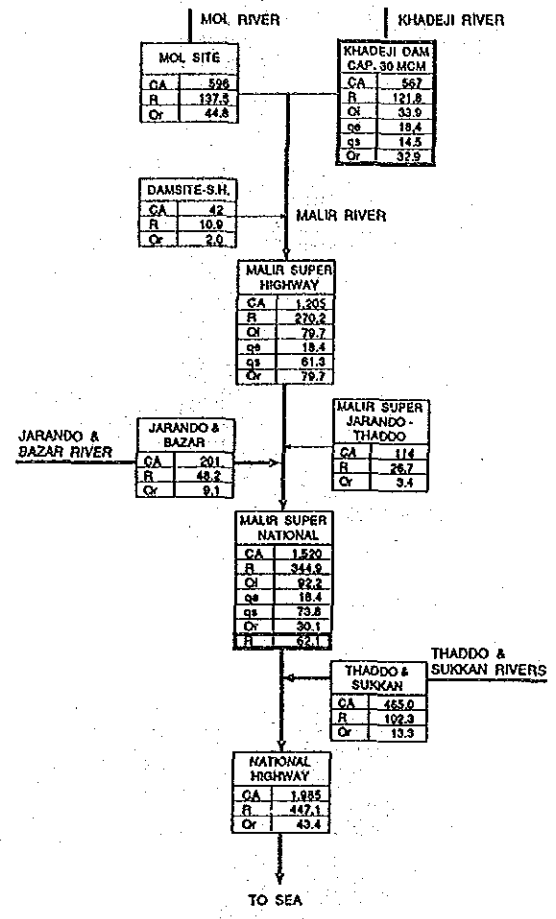 MOL RIVER
KHADEJI RIVER
MOL SITE
CA 596
R 137.5
Qr 44.8
KHADEJI DAM
CAP. 30 MCM
CA 567
R 121.8
Qi 33.9
qe 18.4
qs 14.5
Qr 32.9
DAMSITE-S.H.
CA 42
R 10.9
Qr 2.0
MALIR RIVER
MALIR SUPER
HIGHWAY
CA 1,205
R 270.2
Qi 79.7
qe 18.4
qs 61.3
Qr 79.7
JARANDO &
BAZAR RIVER
JARANDO &
BAZAR
CA 201
R 48.2
Qr 9.1
MALIR SUPER
JARANDO -
THADDO
CA 114
R 26.7
Qr 3.4
MALIR SUPER
NATIONAL
CA 1,520
R 344.9
Qi 92.2
qe 18.4
qs 73.8
Qr 30.1
R 62.1
THADDO &
SUKKAN RIVERS
THADDO &
SUKKAN
CA 465.0
R 102.3
Qr 13.3
NATIONAL
HIGHWAY
CA 1,985
R 447.1
Qr 43.4
TO SEA